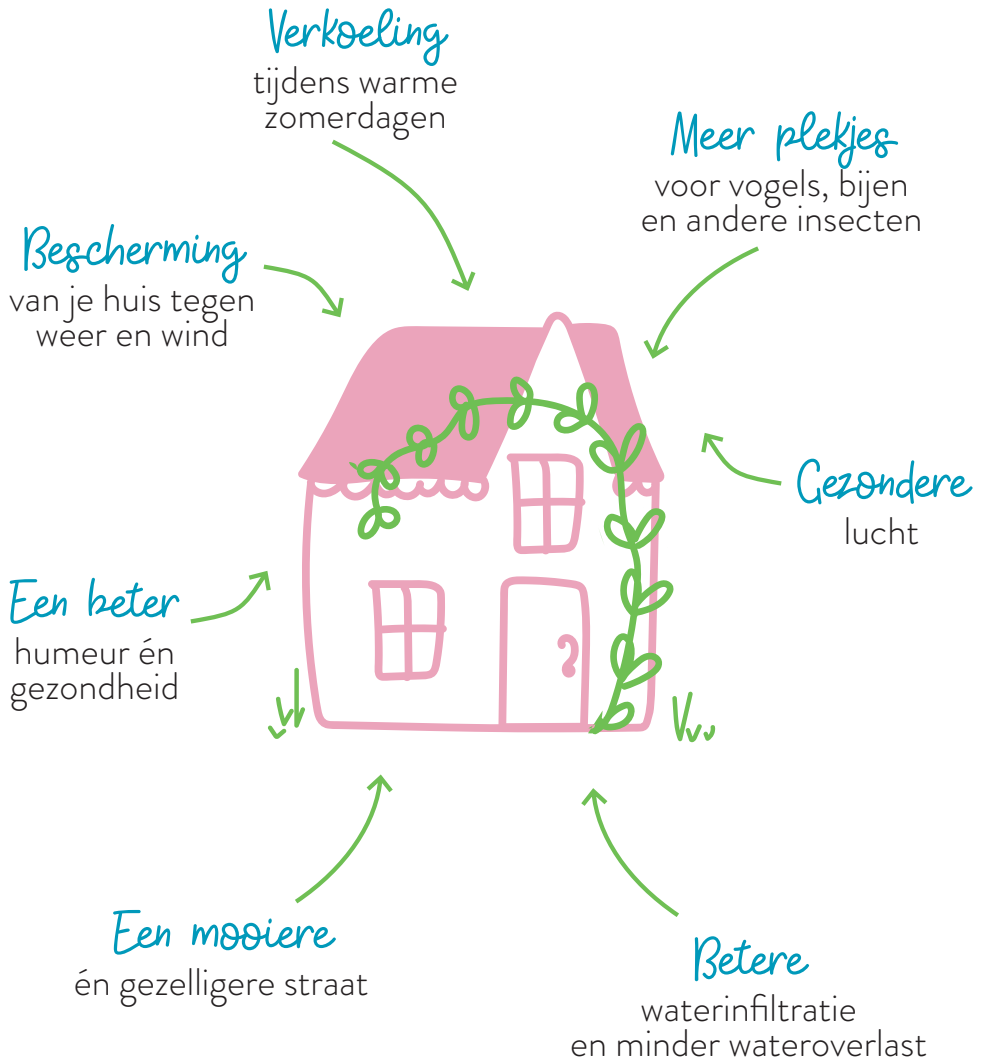 Verkoeling
tijdens warme
zomerdagen
Meer plekjes
voor vogels, bijen
en andere insecten
Bescherming
van je huis tegen
weer en wind
Gezondere
lucht
Een beter
humeur én
gezondheid
Een mooiere
én gezelligere straat
Betere
waterinfiltratie
en minder wateroverlast